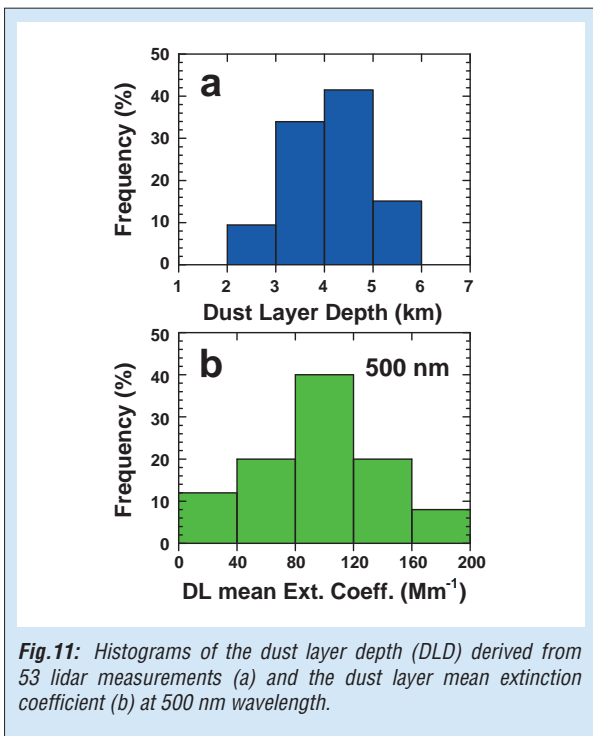 50
a
40
30
20
10
0
Frequency (%)
1 2 3 4 5 6 7
Dust Layer Depth (km)
50
b 500 nm
40
30
20
10
0
Frequency (%)
0 40 80 120 160 200
DL mean Ext. Coeff. (Mm⁻¹)
Fig.11: Histograms of the dust layer depth (DLD) derived from
53 lidar measurements (a) and the dust layer mean extinction
coefficient (b) at 500 nm wavelength.